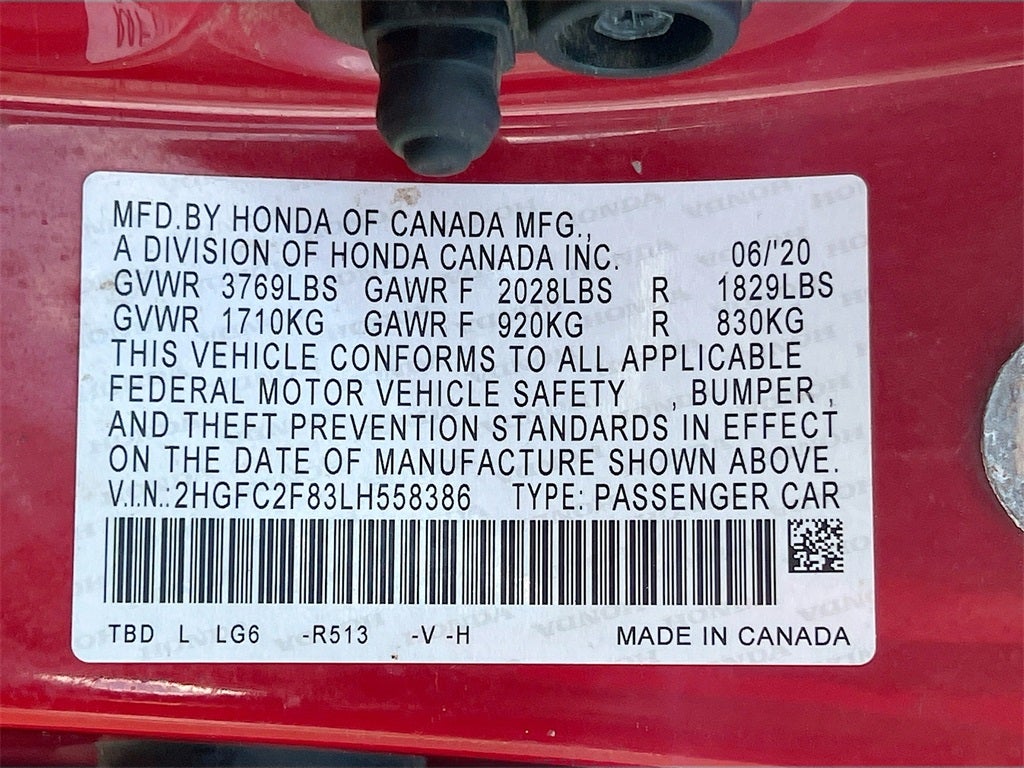 MFD.BY HONDA OF CANADA MFG.,
A DIVISION OF HONDA CANADA INC. 06/'20
GVWR 3769LBS GAWR F 2028LBS R 1829LBS
GVWR 1710KG GAWR F 920KG R 830KG
THIS VEHICLE CONFORMS TO ALL APPLICABLE
FEDERAL MOTOR VEHICLE SAFETY , BUMPER ,
AND THEFT PREVENTION STANDARDS IN EFFECT
ON THE DATE OF MANUFACTURE SHOWN ABOVE.
V.I.N.:2HGFC2F83LH558386 TYPE: PASSENGER CAR
TBD L LG6 -R513 -V -H MADE IN CANADA